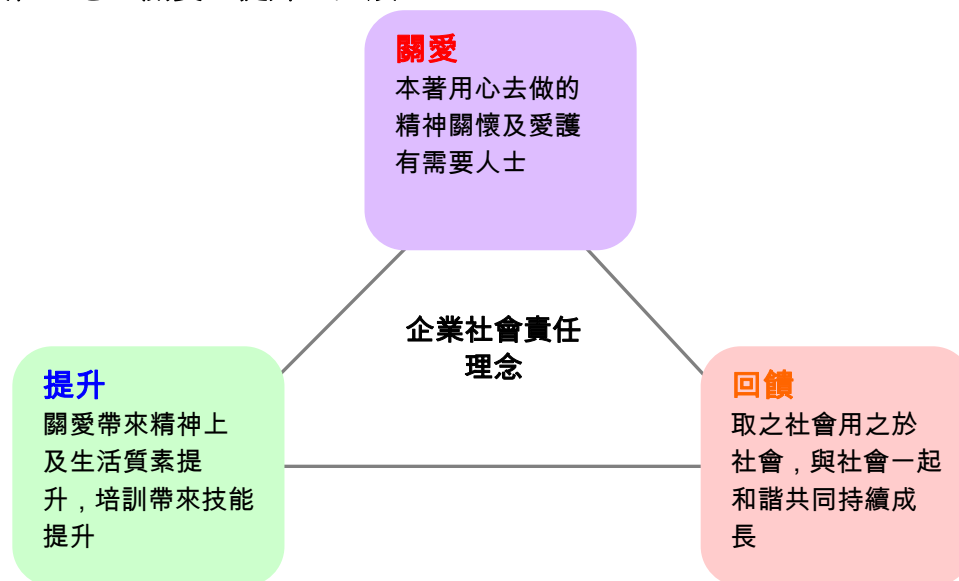 關愛
本著用心去做的
精神關懷及愛護
有需要人士
企業社會責任
理念
提升
關愛帶來精神上
及生活質素提
升，培訓帶來技能
提升
回饋
取之社會用之於
社會，與社會一起
和諧共同持續成
長